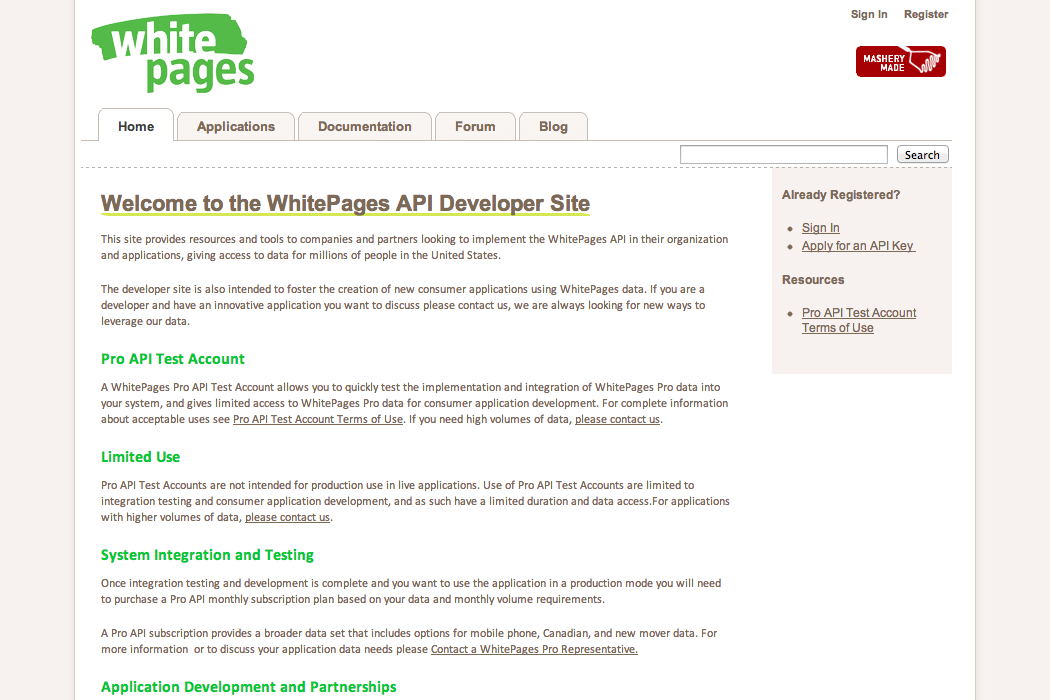 Sign In Register
white
pages
MASHERY
MADE
Home Applications Documentation Forum Blog
Search
Welcome to the WhitePages API Developer Site
This site provides resources and tools to companies and partners looking to implement the WhitePages API in their organization
and applications, giving access to data for millions of people in the United States.
The developer site is also intended to foster the creation of new consumer applications using WhitePages data. If you are a
developer and have an innovative application you want to discuss please contact us, we are always looking for new ways to
leverage our data.
Pro API Test Account
A WhitePages Pro API Test Account allows you to quickly test the implementation and integration of WhitePages Pro data into
your system, and gives limited access to WhitePages Pro data for consumer application development. For complete information
about acceptable uses see Pro API Test Account Terms of Use. If you need high volumes of data, please contact us.
Limited Use
Pro API Test Accounts are not intended for production use in live applications. Use of Pro API Test Accounts are limited to
integration testing and consumer application development, and as such have a limited duration and data access.For applications
with higher volumes of data, please contact us.
System Integration and Testing
Once integration testing and development is complete and you want to use the application in a production mode you will need
to purchase a Pro API monthly subscription plan based on your data and monthly volume requirements.
A Pro API subscription provides a broader data set that includes options for mobile phone, Canadian, and new mover data. For
more information or to discuss your application data needs please Contact a WhitePages Pro Representative.
Application Development and Partnerships
Already Registered?
Sign In
Apply for an API Key
Resources
Pro API Test Account
Terms of Use